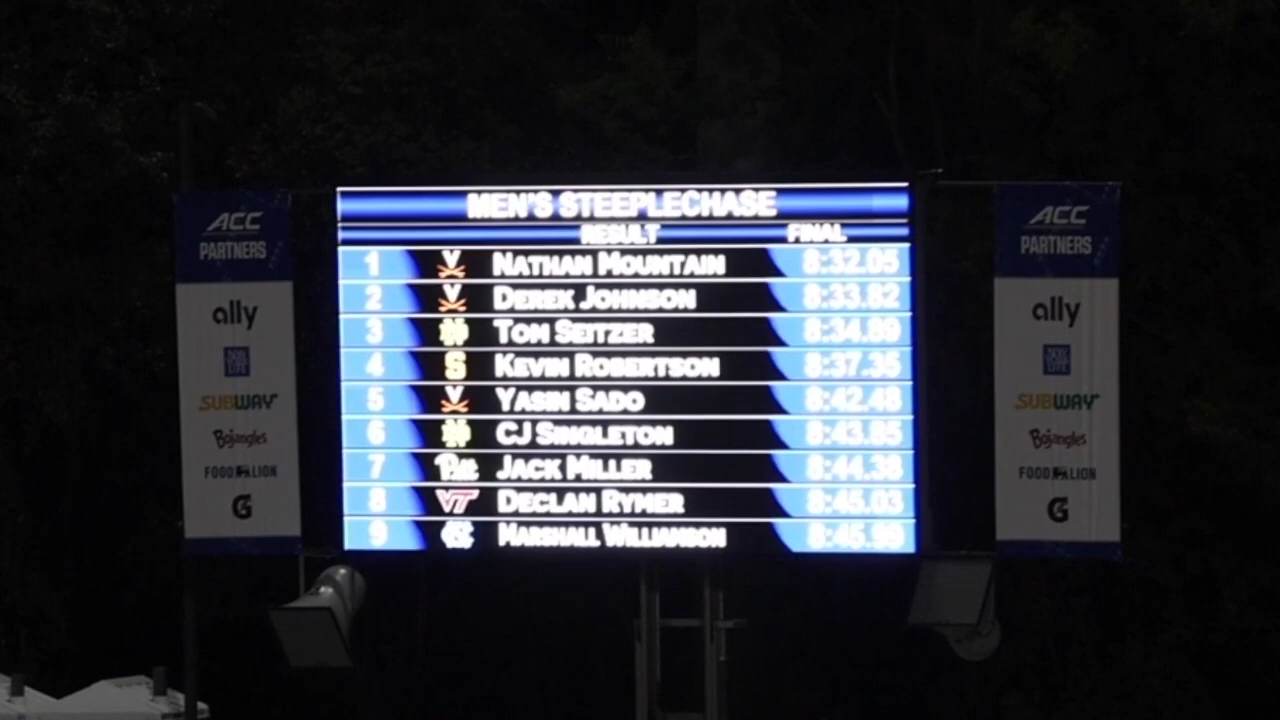 MEN'S STEEPLECHASE
RESULT FINAL
1 NATHAN MOUNTAIN 8:32.05
2 DEREK JOHNSON 8:33.82
3 TOM SEITZER 8:34.89
4 S KEVIN ROBERTSON 8:37.35
5 YASIN SADO 8:42.48
6 CJ SINGLETON 8:43.85
7 Pitt JACK MILLER 8:44.38
8 VT DECLAN RYMER 8:45.03
9 MARSHALL WILLIAMSON
ACC
PARTNERS
ally
SUBWAY
Bojangles
FOOD LION
G
ACC
PARTNERS
ally
SUBWAY
Bojangles
FOOD LION
G